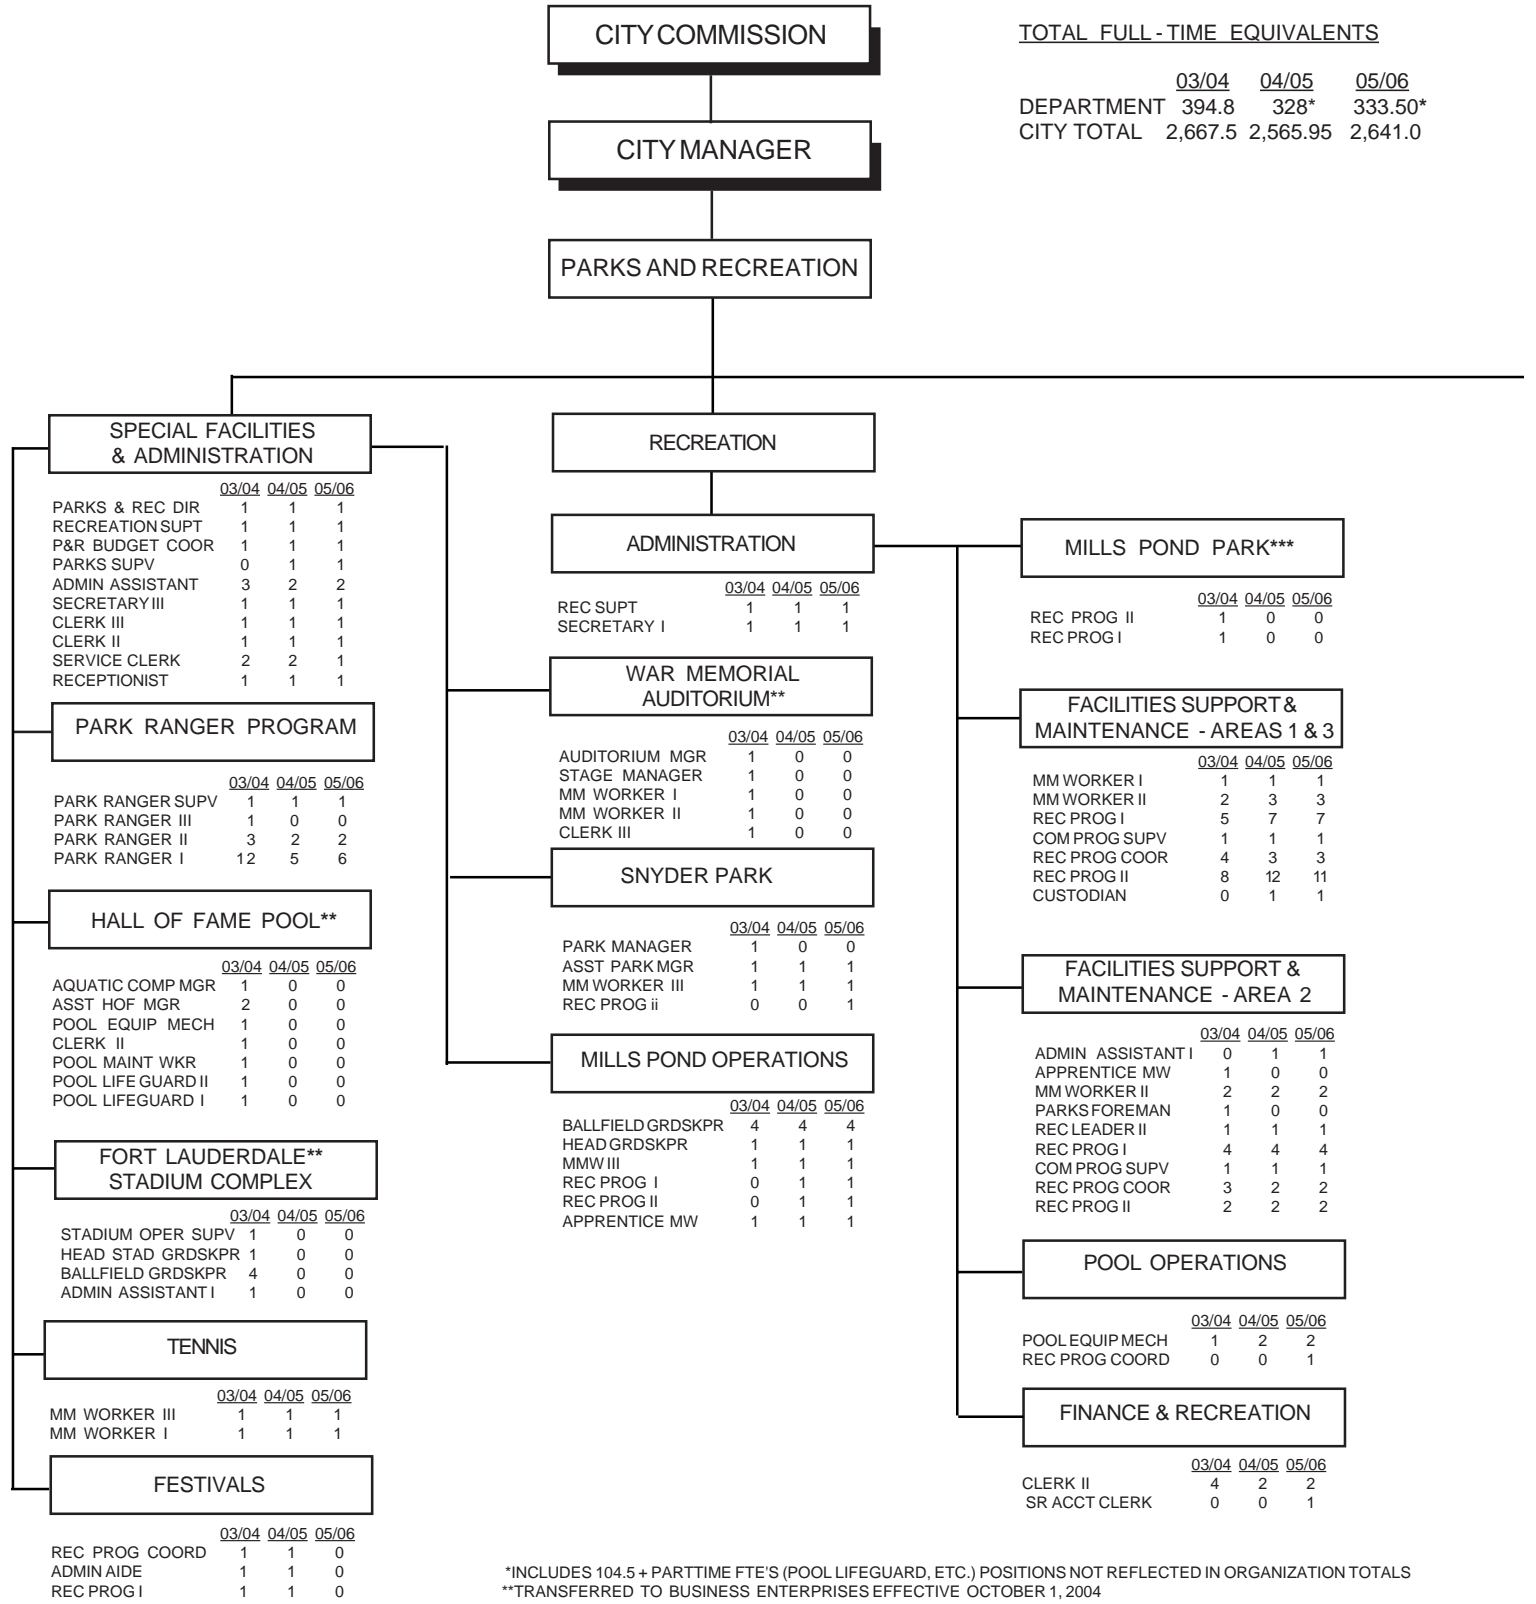 CITY COMMISSION
CITY MANAGER
PARKS AND RECREATION
TOTAL FULL - TIME EQUIVALENTS
03/04 04/05 05/06
DEPARTMENT 394.8 328* 333.50*
CITY TOTAL 2,667.5 2,565.95 2,641.0
SPECIAL FACILITIES
& ADMINISTRATION
03/04 04/05 05/06
PARKS & REC DIR 1 1 1
RECREATION SUPT 1 1 1
P&R BUDGET COOR 1 1 1
PARKS SUPV 0 1 1
ADMIN ASSISTANT 3 2 2
SECRETARY III 1 1 1
CLERK III 1 1 1
CLERK II 1 1 1
SERVICE CLERK 2 2 1
RECEPTIONIST 1 1 1
PARK RANGER PROGRAM
03/04 04/05 05/06
PARK RANGER SUPV 1 1 1
PARK RANGER III 1 0 0
PARK RANGER II 3 2 2
PARK RANGER I 12 5 6
HALL OF FAME POOL**
03/04 04/05 05/06
AQUATIC COMP MGR 1 0 0
ASST HOF MGR 2 0 0
POOL EQUIP MECH 1 0 0
CLERK II 1 0 0
POOL MAINT WKR 1 0 0
POOL LIFE GUARD II 1 0 0
POOL LIFEGUARD I 1 0 0
FORT LAUDERDALE**
STADIUM COMPLEX
03/04 04/05 05/06
STADIUM OPER SUPV 1 0 0
HEAD STAD GRDSKPR 1 0 0
BALLFIELD GRDSKPR 4 0 0
ADMIN ASSISTANT I 1 0 0
TENNIS
03/04 04/05 05/06
MM WORKER III 1 1 1
MM WORKER I 1 1 1
FESTIVALS
03/04 04/05 05/06
REC PROG COORD 1 1 0
ADMIN AIDE 1 1 0
REC PROG I 1 1 0
RECREATION
ADMINISTRATION
03/04 04/05 05/06
REC SUPT 1 1 1
SECRETARY I 1 1 1
WAR MEMORIAL
AUDITORIUM**
03/04 04/05 05/06
AUDITORIUM MGR 1 0 0
STAGE MANAGER 1 0 0
MM WORKER I 1 0 0
MM WORKER II 1 0 0
CLERK III 1 0 0
SNYDER PARK
03/04 04/05 05/06
PARK MANAGER 1 0 0
ASST PARK MGR 1 1 1
MM WORKER III 1 1 1
REC PROG ii 0 0 1
MILLS POND OPERATIONS
03/04 04/05 05/06
BALLFIELD GRDSKPR 4 4 4
HEAD GRDSKPR 1 1 1
MMW III 1 1 1
REC PROG I 0 1 1
REC PROG II 0 1 1
APPRENTICE MW 1 1 1
MILLS POND PARK***
03/04 04/05 05/06
REC PROG II 1 0 0
REC PROG I 1 0 0
FACILITIES SUPPORT &
MAINTENANCE - AREAS 1 & 3
03/04 04/05 05/06
MM WORKER I 1 1 1
MM WORKER II 2 3 3
REC PROG I 5 7 7
COM PROG SUPV 1 1 1
REC PROG COOR 4 3 3
REC PROG II 8 12 11
CUSTODIAN 0 1 1
FACILITIES SUPPORT &
MAINTENANCE - AREA 2
03/04 04/05 05/06
ADMIN ASSISTANT I 0 1 1
APPRENTICE MW 1 0 0
MM WORKER II 2 2 2
PARKS FOREMAN 1 0 0
REC LEADER II 1 1 1
REC PROG I 4 4 4
COM PROG SUPV 1 1 1
REC PROG COOR 3 2 2
REC PROG II 2 2 2
POOL OPERATIONS
03/04 04/05 05/06
POOL EQUIP MECH 1 2 2
REC PROG COORD 0 0 1
FINANCE & RECREATION
03/04 04/05 05/06
CLERK II 4 2 2
SR ACCT CLERK 0 0 1
*INCLUDES 104.5 + PARTTIME FTE'S (POOL LIFEGUARD, ETC.) POSITIONS NOT REFLECTED IN ORGANIZATION TOTALS
**TRANSFERRED TO BUSINESS ENTERPRISES EFFECTIVE OCTOBER 1, 2004